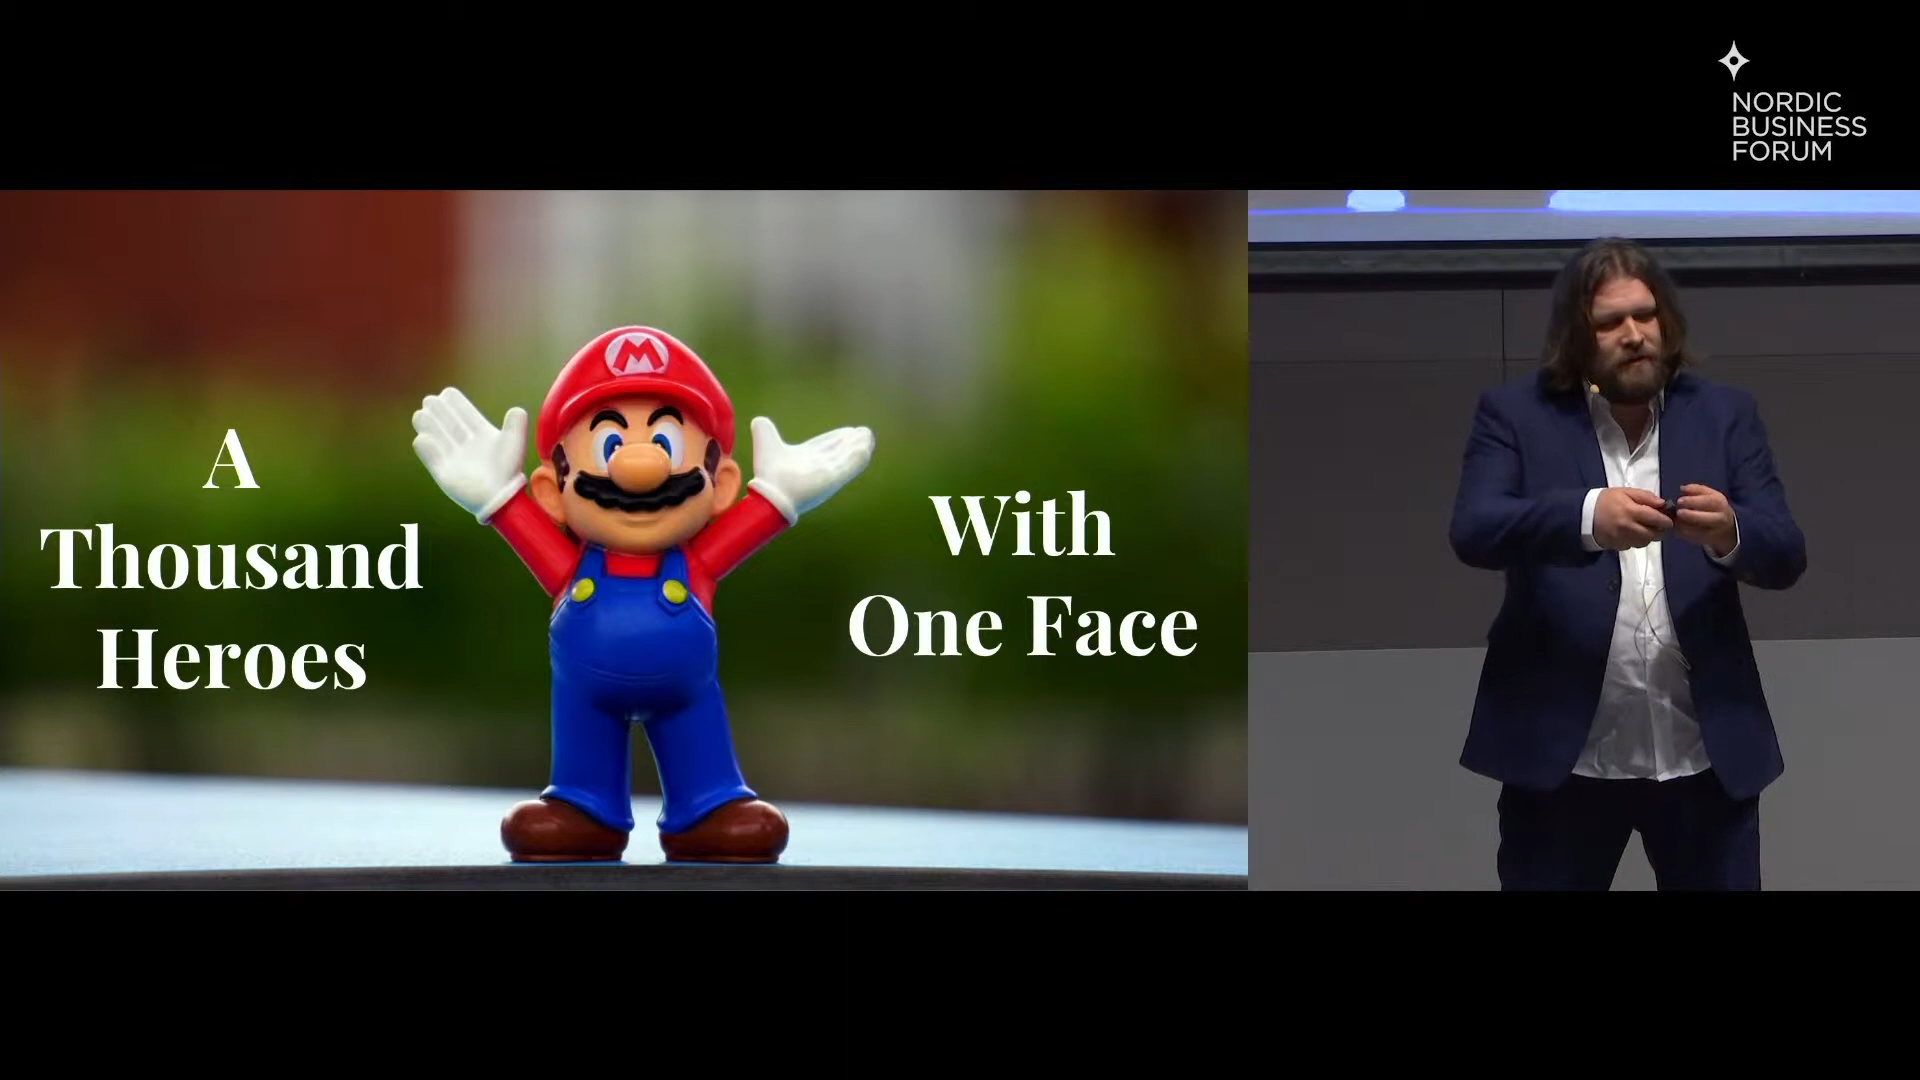 NORDIC
BUSINESS
FORUM
A
Thousand
Heroes
With
One Face
M